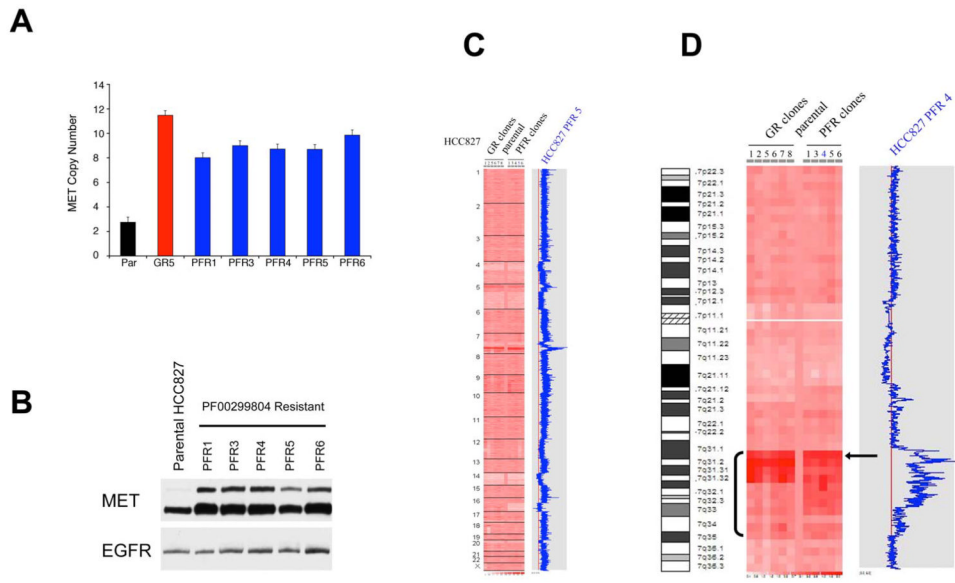 A
MET Copy Number
14
12
10
8
6
4
2
0
Par GR5 PFR1 PFR3 PFR4 PFR5 PFR6
B
Parental HCC827
PF00299804 Resistant
PFR1 PFR3 PFR4 PFR5 PFR6
MET
EGFR
C
HCC827
GR clones
parental
PFR clones
HCC827 PFR 5
1
2
3
4
5
6
7
8
9
10
11
12
13
14
15
16
17
18
19
20
21
22
X
D
GR clones
parental
PFR clones
HCC827 PFR 4
1 2 5 6 7 8 1 3 4 5 6
7p22.3
7p22.1
7p21.3
7p21.2
7p21.1
7p15.3
7p15.2
7p14.3
7p14.2
7p14.1
7p13
7p12.3
7p12.1
7p11.1
7q11.21
7q11.22
7q11.23
7q21.11
7q21.12
7q21.2
7q21.3
7q22.1
7q22.2
7q31.1
7q31.2
7q31.31
7q31.32
7q32.1
7q32.3
7q33
7q34
7q35
7q36.1
7q36.2
7q36.3